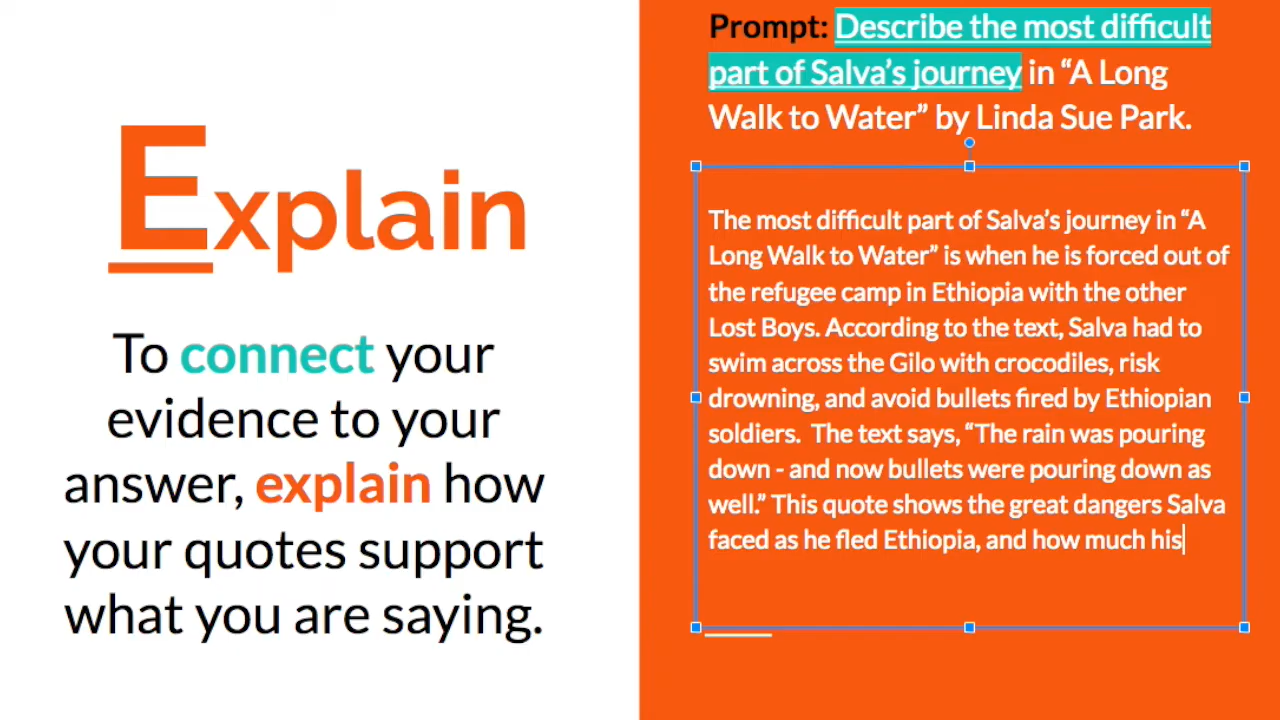 Explain
To connect your
evidence to your
answer, explain how
your quotes support
what you are saying.
Prompt: Describe the most difficult
part of Salva’s journey in “A Long
Walk to Water” by Linda Sue Park.
The most difficult part of Salva’s journey in “A
Long Walk to Water” is when he is forced out of
the refugee camp in Ethiopia with the other
Lost Boys. According to the text, Salva had to
swim across the Gilo with crocodiles, risk
drowning, and avoid bullets fired by Ethiopian
soldiers.  The text says, “The rain was pouring
down - and now bullets were pouring down as
well.” This quote shows the great dangers Salva
faced as he fled Ethiopia, and how much his